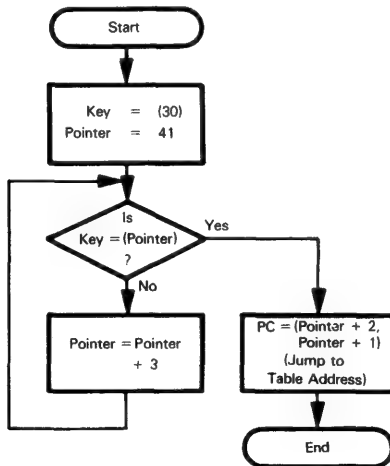 Start
Key = (30)
Pointer = 41
Is
Key = (Pointer)
?
Yes
No
Pointer = Pointer
+ 3
PC = (Pointer + 2,
Pointer + 1)
(Jump to
Table Address)
End